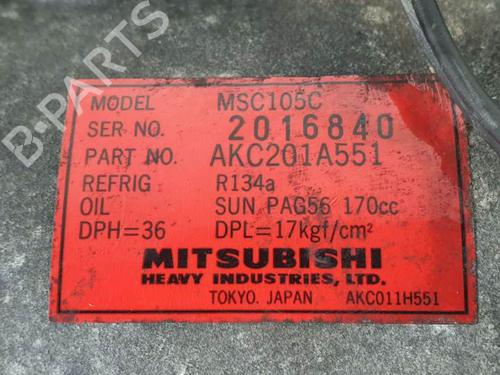 B-PARTS
MODEL MSC105C
SER NO. 2016840
PART NO. AKC201A551
REFRIG R134a
OIL SUN PAG56 170cc
DPH=36 DPL=17kgf/cm²
MITSUBISHI
HEAVY INDUSTRIES, LTD.
TOKYO. JAPAN AKC011H551